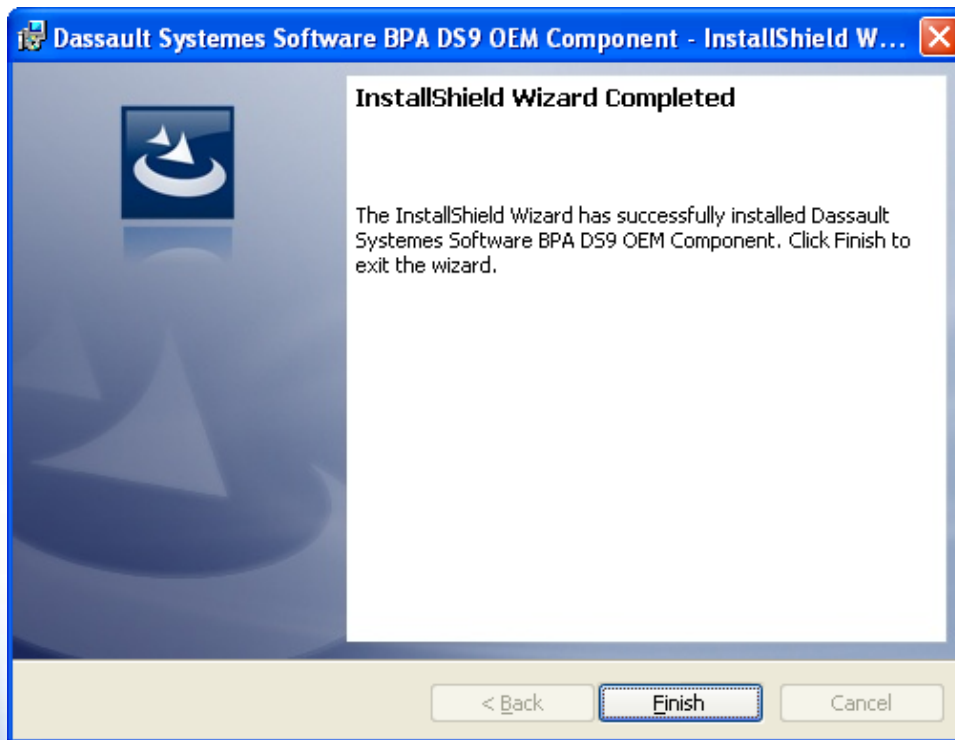 Dassault Systemes Software BPA DS9 OEM Component - InstallShield W...
InstallShield Wizard Completed
The InstallShield Wizard has successfully installed Dassault
Systemes Software BPA DS9 OEM Component. Click Finish to
exit the wizard.
< Back
Finish
Cancel